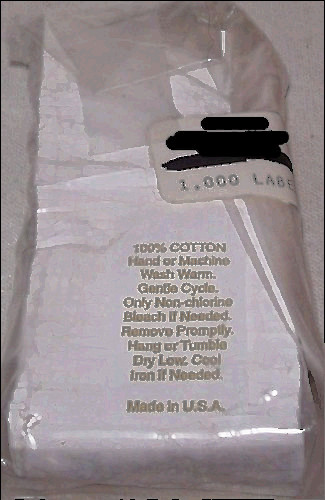 1,000 LABE
100% COTTON
Hand or Machine
Wash Warm.
Gentle Cycle.
Only Non-chlorine
Bleach if Needed.
Remove Promptly.
Hang or Tumble
Dry Low. Cool
Iron if Needed.
Made in U.S.A.